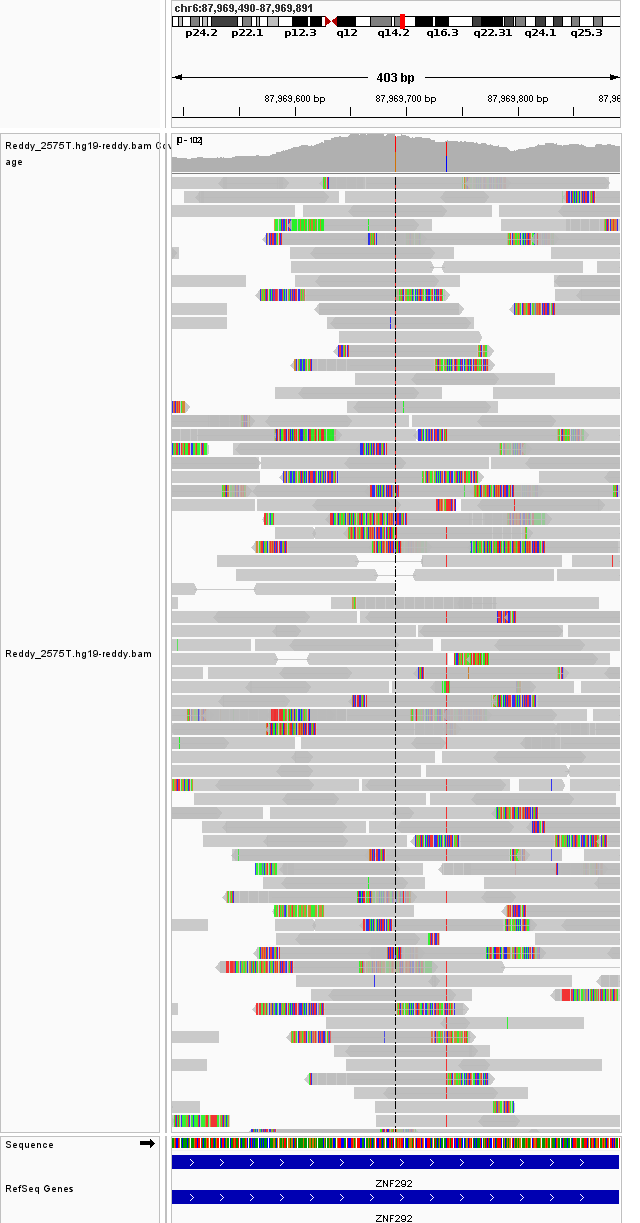 chr6:87,969,490-87,969,891
p24.2 p22.1 p12.3 q12 q14.2 q16.3 q22.31 q24.1 q25.3
403 bp
87,969,600 bp 87,969,700 bp 87,969,800 bp 87,96
Reddy_2575T.hg19-reddy.bam Cov
age
[0 - 102]
Reddy_2575T.hg19-reddy.bam
Sequence
RefSeq Genes
ZNF292
ZNF292